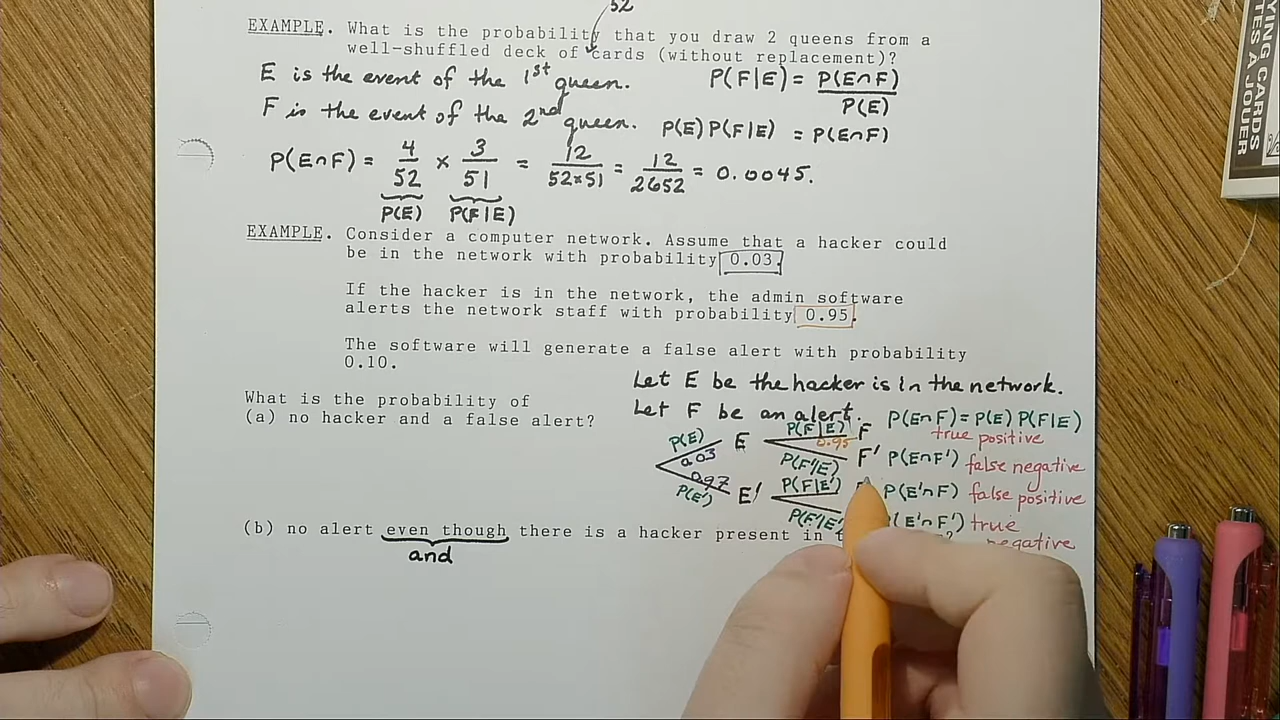 52
EXAMPLE. What is the probability that you draw 2 queens from a
well-shuffled deck of cards (without replacement)?
E is the event of the 1st queen.
P(F|E) = P(E∩F) / P(E)
F is the event of the 2nd queen.
P(E) P(F|E) = P(E∩F)
P(E∩F) = 4/52 × 3/51 = 12/52×51 = 12/2652 = 0.0045.
P(E) P(F|E)
EXAMPLE. Consider a computer network. Assume that a hacker could
be in the network with probability 0.03.
If the hacker is in the network, the admin software
alerts the network staff with probability 0.95.
The software will generate a false alert with probability
0.10.
Let E be the hacker is in the network.
What is the probability of
(a) no hacker and a false alert?
Let F be an alert.
P(E∩F) = P(E) P(F|E)
true positive
P(E) E P(F|E) F
0.03 0.95
P(F'|E) F' P(E∩F') false negative
0.97 P(F|E') P(E'∩F) false positive
P(E') E' P(F'|E') (E'∩F') true
negative
(b) no alert even though there is a hacker present in
and
YING CARDS
TES À JOUER